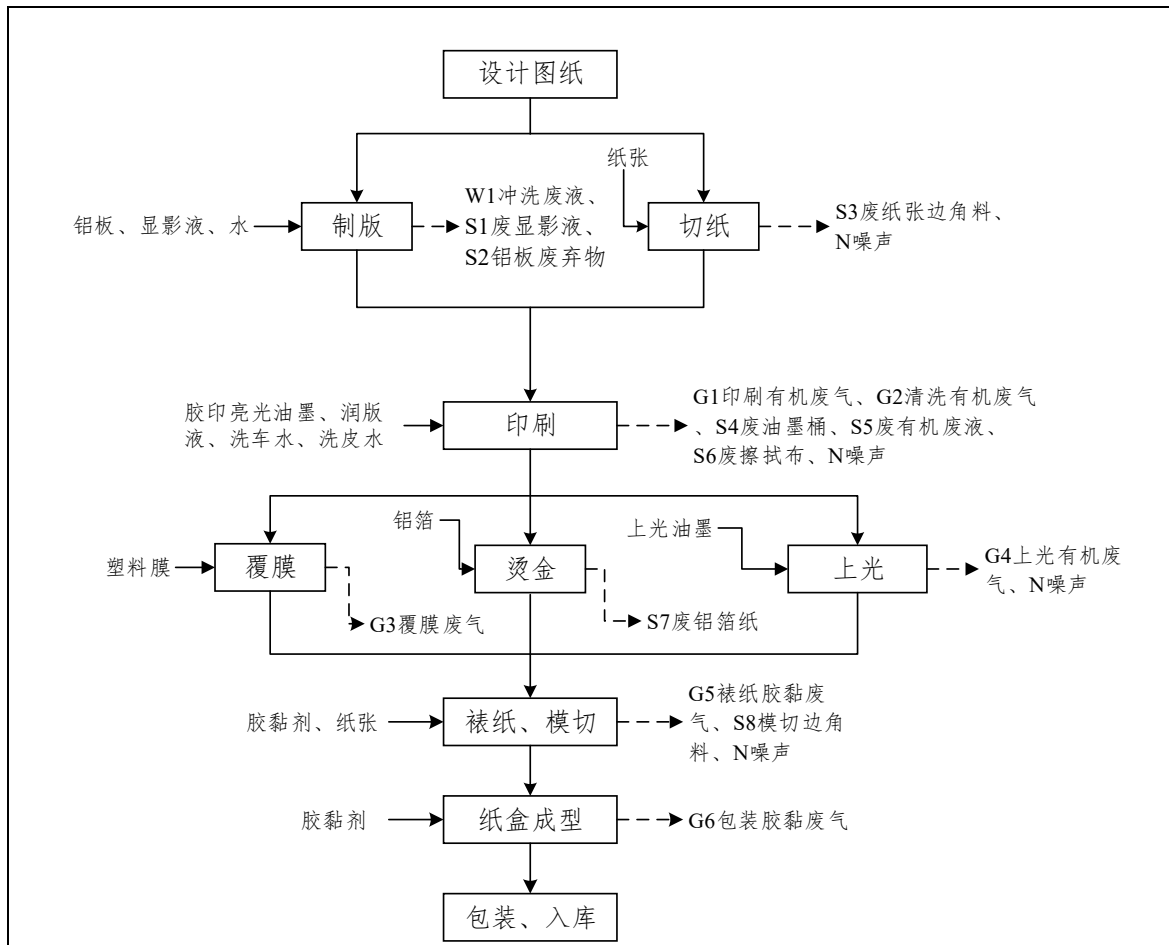 设计图纸
纸张
铝板、显影液、水
制版
W1冲洗废液、
S1废显影液、
S2铝板废弃物
切纸
S3废纸张边角料、
N噪声
胶印亮光油墨、润版
液、洗车水、洗皮水
印刷
G1印刷有机废气、G2清洗有机废气
、S4废油墨桶、S5废有机废液、
S6废擦拭布、N噪声
塑料膜
覆膜
G3覆膜废气
铝箔
烫金
S7废铝箔纸
上光油墨
上光
G4上光有机废
气、N噪声
胶黏剂、纸张
裱纸、模切
G5裱纸胶黏废
气、S8模切边角
料、N噪声
胶黏剂
纸盒成型
G6包装胶黏废气
包装、入库